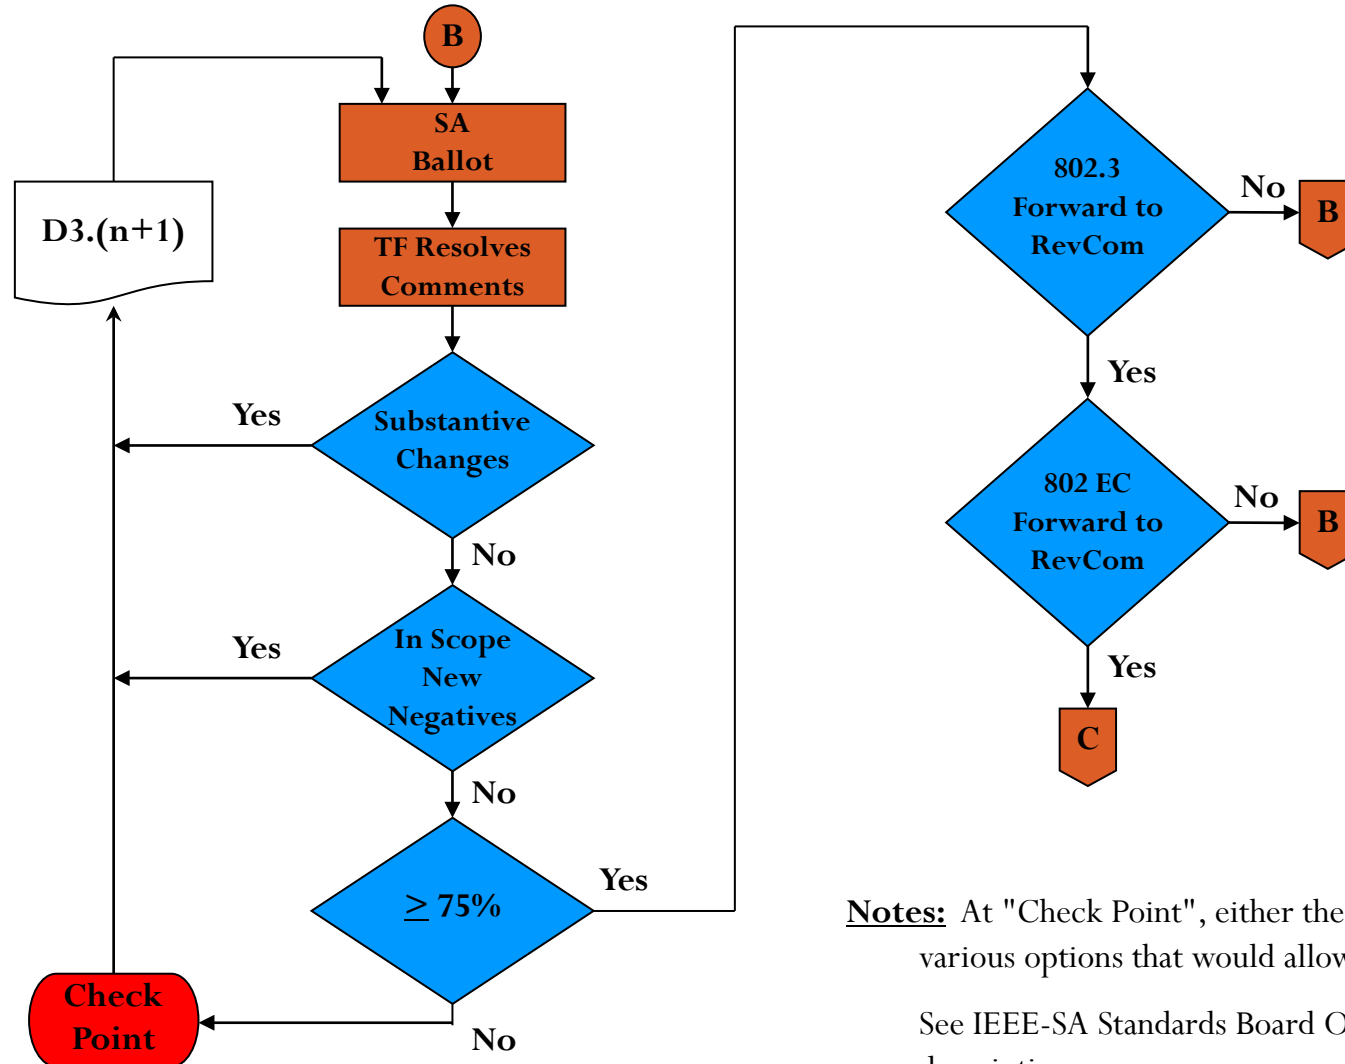 B
SA
Ballot
D3.(n+1)
TF Resolves
Comments
Yes
Substantive
Changes
No
Yes
In Scope
New
Negatives
No
≥ 75%
Yes
No
Check
Point
802.3
Forward to
RevCom
No
B
Yes
802 EC
Forward to
RevCom
No
B
Yes
C
Notes: At "Check Point", either the
various options that would allow
See IEEE-SA Standards Board O